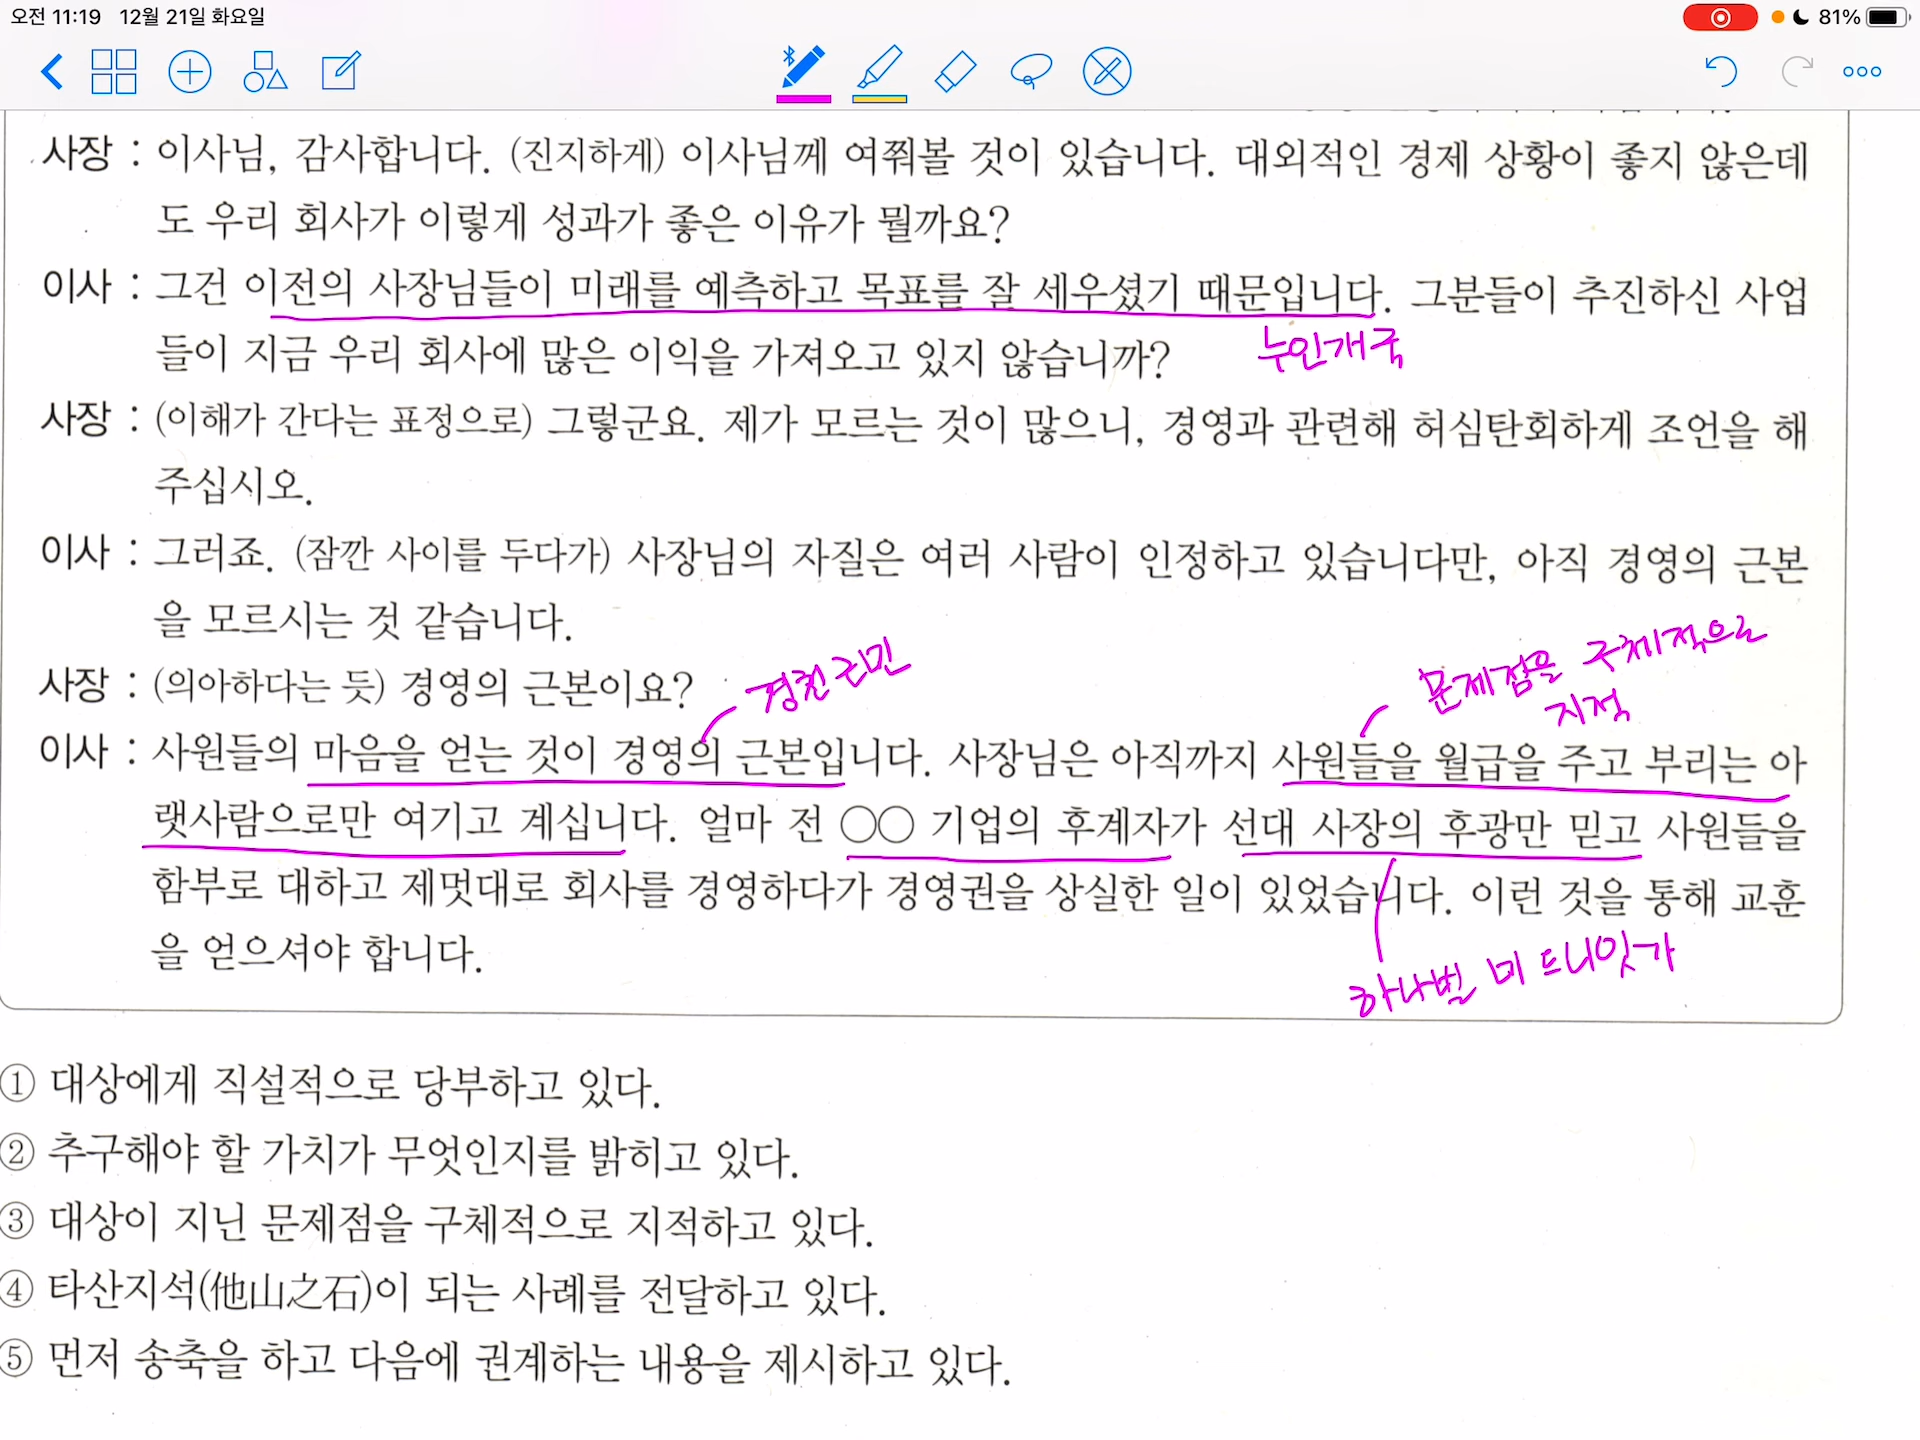 오전 11:19 12월 21일 화요일 81%
사장 : 이사님, 감사합니다. (진지하게) 이사님께 여쭤볼 것이 있습니다. 대외적인 경제 상황이 좋지 않은데
도 우리 회사가 이렇게 성과가 좋은 이유가 뭘까요?
이사 : 그건 이전의 사장님들이 미래를 예측하고 목표를 잘 세우셨기 때문입니다. 그분들이 추진하신 사업
누인개국
들이 지금 우리 회사에 많은 이익을 가져오고 있지 않습니까?
사장 : (이해가 간다는 표정으로) 그렇군요. 제가 모르는 것이 많으니, 경영과 관련해 허심탄회하게 조언을 해
주십시오.
이사 : 그러죠. (잠깐 사이를 두다가) 사장님의 자질은 여러 사람이 인정하고 있습니다만, 아직 경영의 근본
을 모르시는 것 같습니다.
사장 : (의아하다는 듯) 경영의 근본이요?
경천근민
문제점을 구체적으로
지적
이사 : 사원들의 마음을 얻는 것이 경영의 근본입니다. 사장님은 아직까지 사원들을 월급을 주고 부리는 아
랫사람으로만 여기고 계십니다. 얼마 전 ○○ 기업의 후계자가 선대 사장의 후광만 믿고 사원들을
함부로 대하고 제멋대로 회사를 경영하다가 경영권을 상실한 일이 있었습니다. 이런 것을 통해 교훈
을 얻으셔야 합니다.
하나빌 미드니잇가
① 대상에게 직설적으로 당부하고 있다.
② 추구해야 할 가치가 무엇인지를 밝히고 있다.
③ 대상이 지닌 문제점을 구체적으로 지적하고 있다.
④ 타산지석(他山之石)이 되는 사례를 전달하고 있다.
⑤ 먼저 송축을 하고 다음에 권계하는 내용을 제시하고 있다.